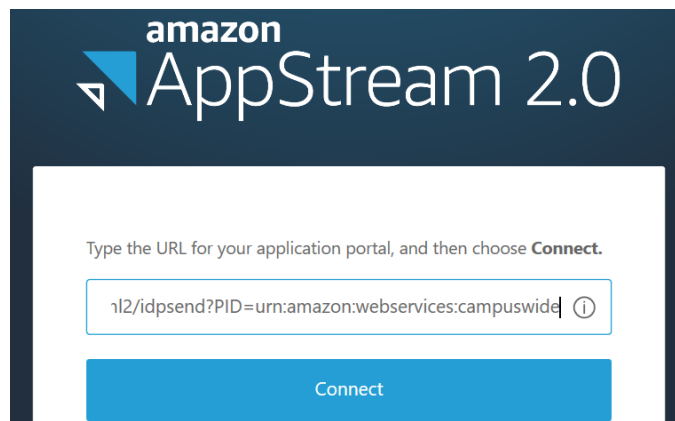 amazon
AppStream 2.0
Type the URL for your application portal, and then choose Connect.
nl2/idpsend?PID=urn:amazon:webservices:campuswide
Connect